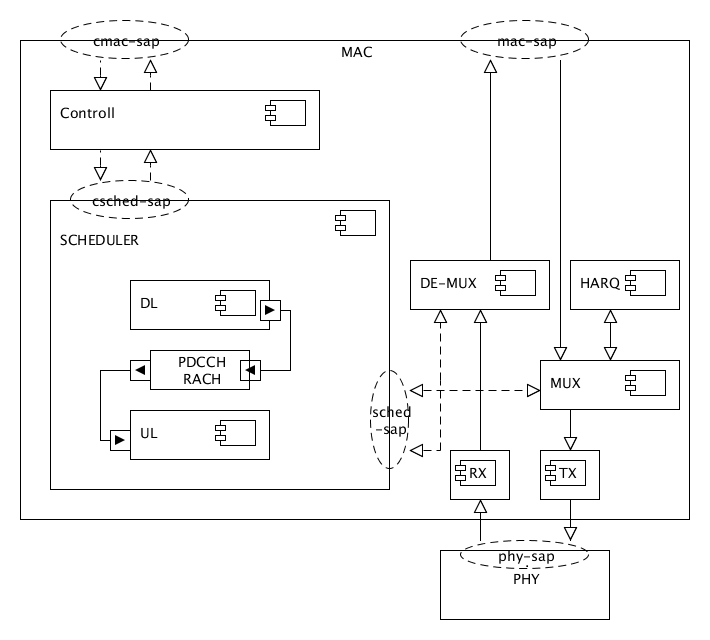 cmac-sap
mac-sap
MAC
Controll
csched-sap
SCHEDULER
DL
DE-MUX
HARQ
PDCCH
RACH
MUX
sched
-sap
UL
RX
TX
phy-sap
PHY